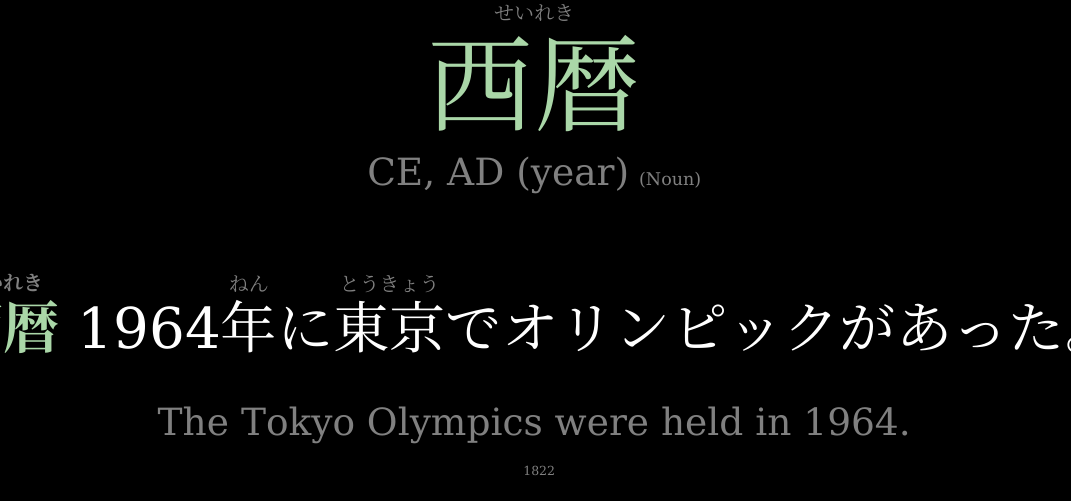 せいれき
西暦
CE, AD (year) (Noun)
いれき ねん とうきょう
暦 1964年に東京でオリンピックがあった。
The Tokyo Olympics were held in 1964.
1822